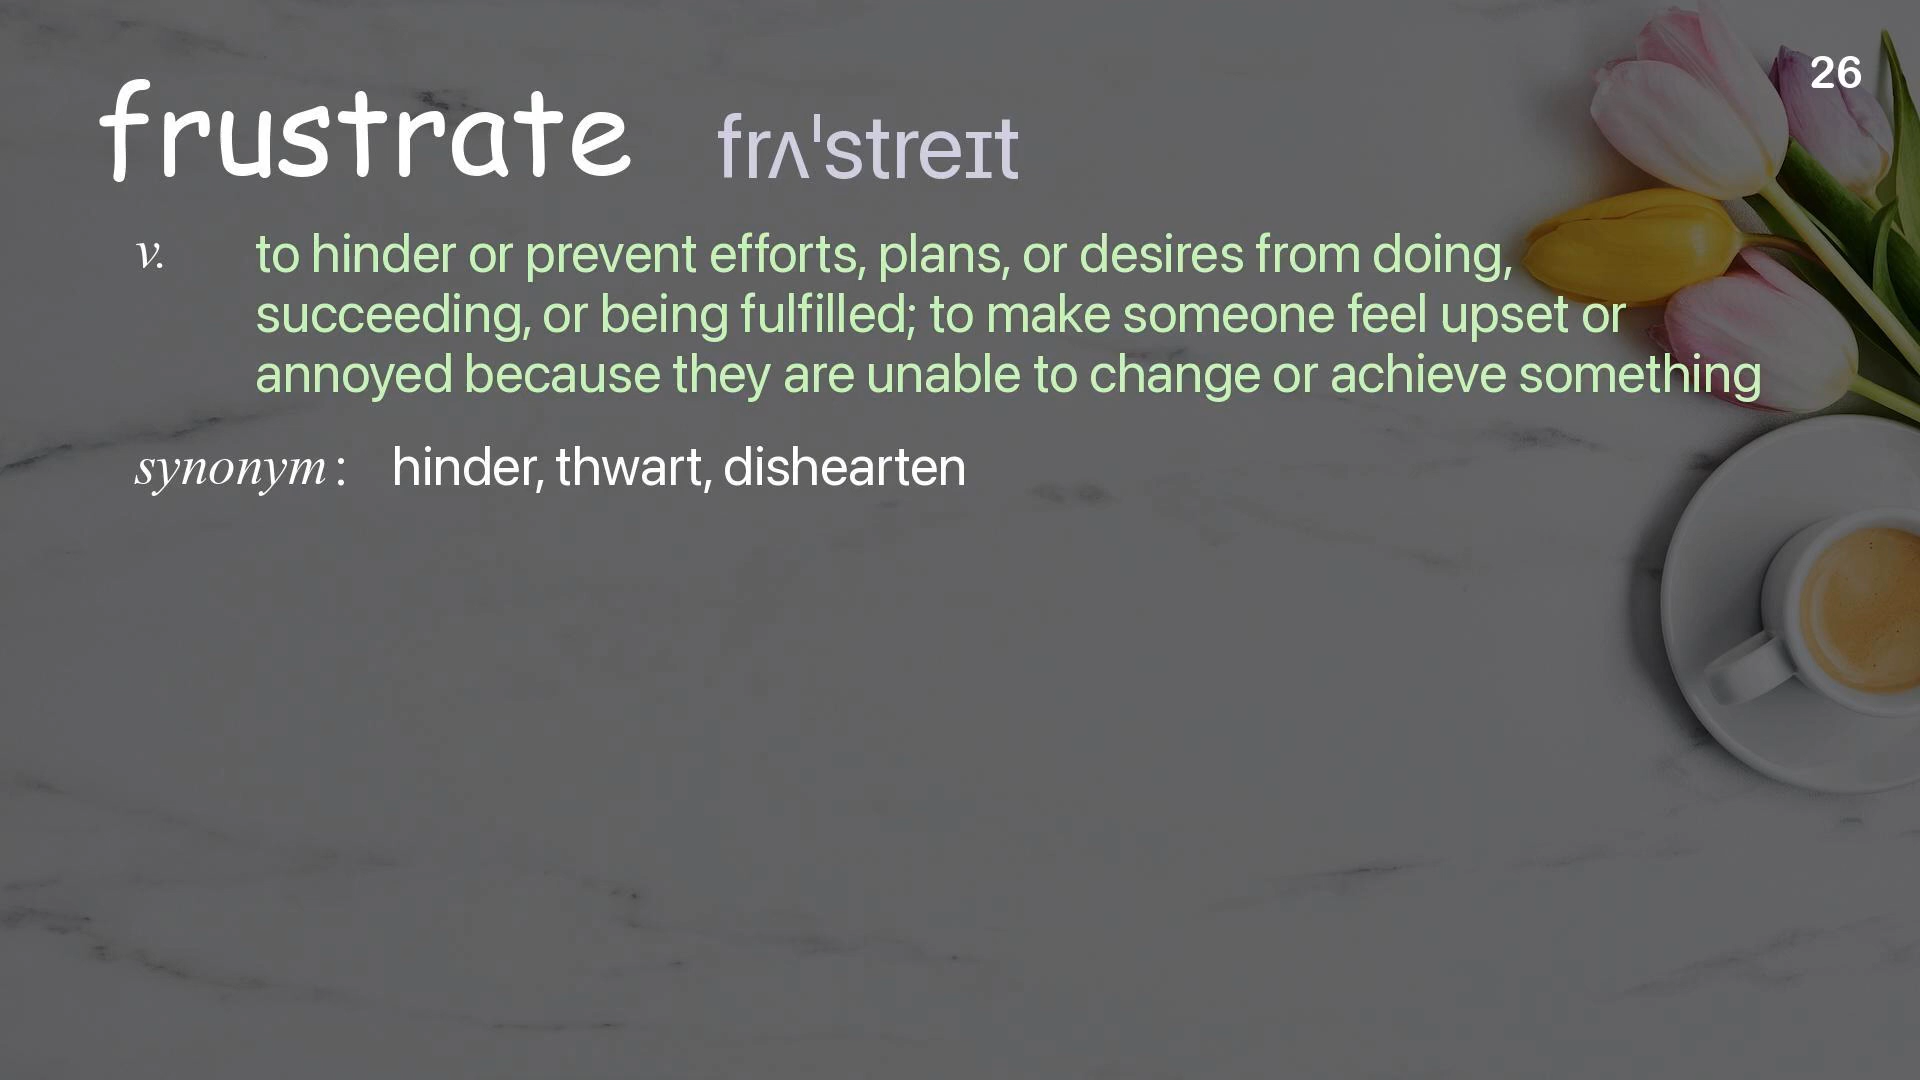 26
frustrate frʌˈstreɪt
v. to hinder or prevent efforts, plans, or desires from doing,
succeeding, or being fulfilled; to make someone feel upset or
annoyed because they are unable to change or achieve something
synonym : hinder, thwart, dishearten